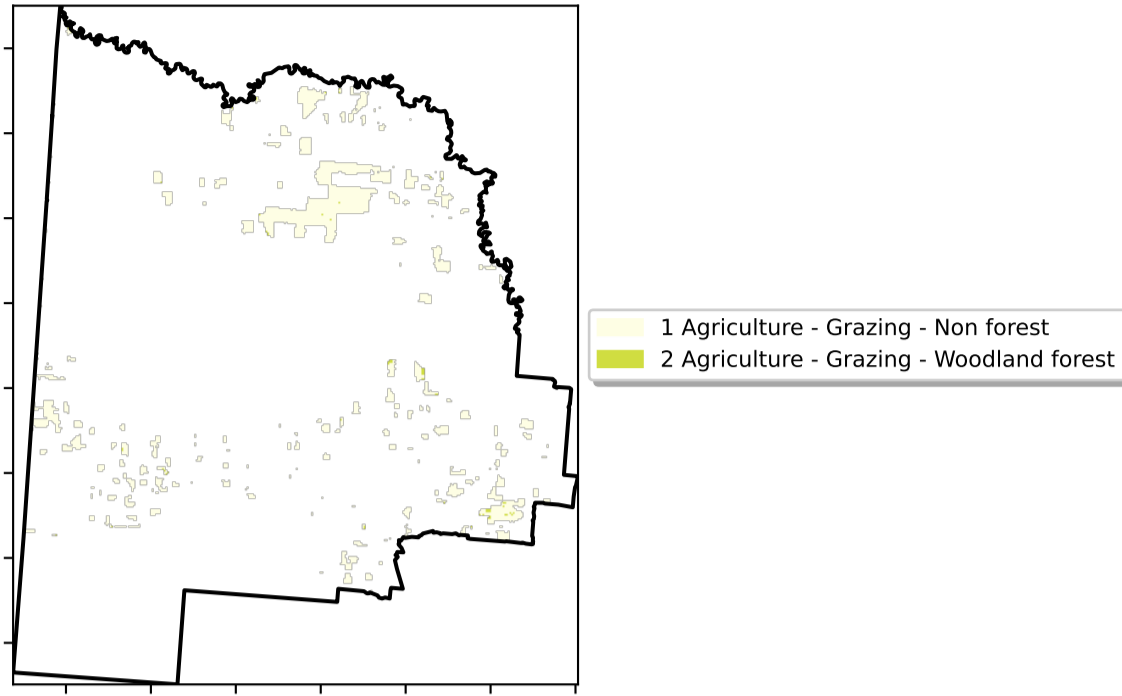 1 Agriculture - Grazing - Non forest
2 Agriculture - Grazing - Woodland forest